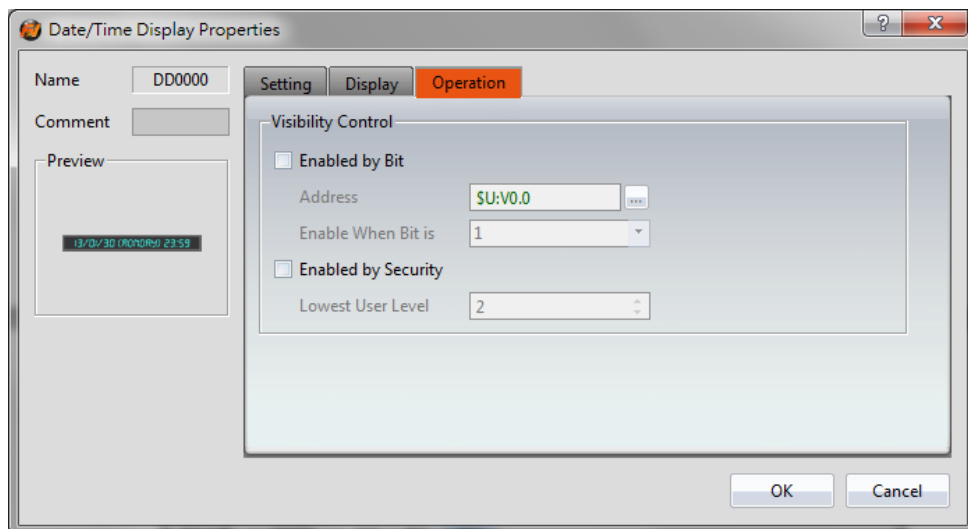 Date/Time Display Properties
Name DD0000
Comment
Preview
13/01/30 (MONDAY) 23:59
Setting Display Operation
Visibility Control
Enabled by Bit
Address $U:V0.0 ...
Enable When Bit is 1
Enabled by Security
Lowest User Level 2
OK Cancel